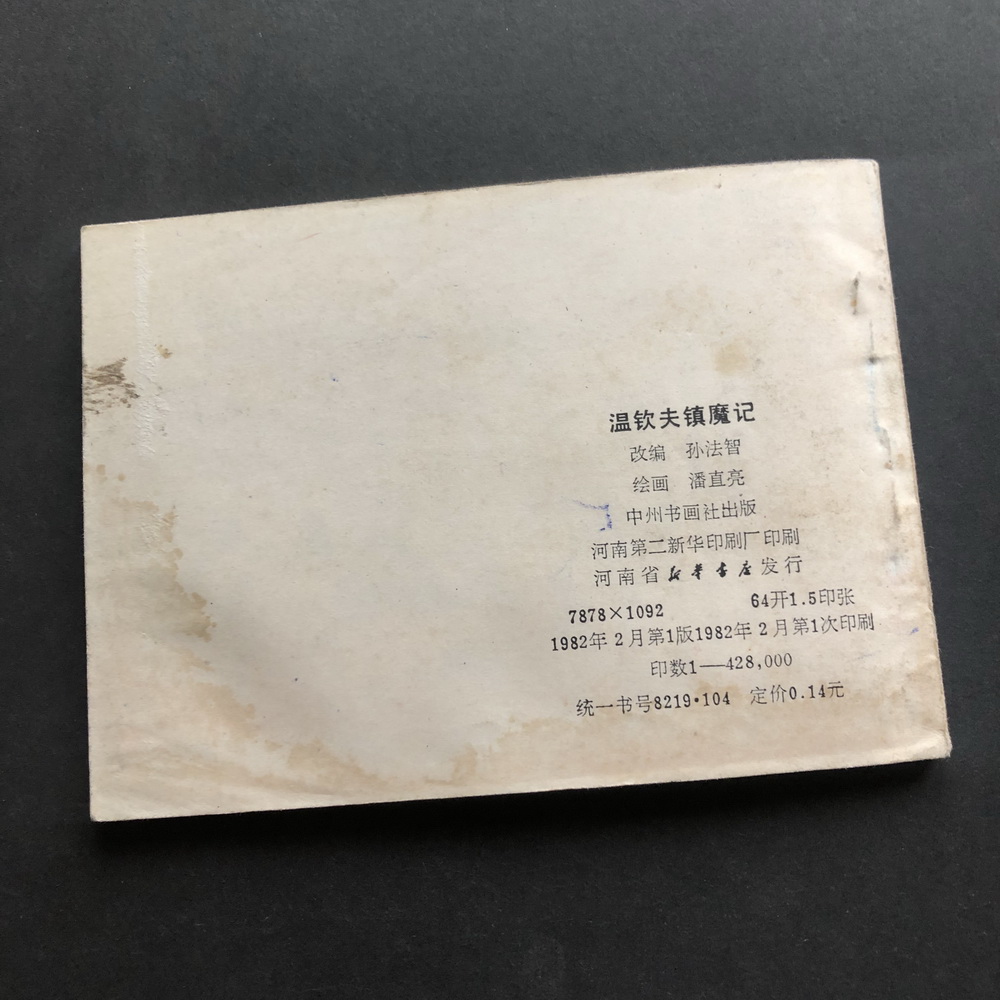 温钦夫镇魔记
改编 孙法智
绘画 潘直亮
中州书画社出版
河南第二新华印刷厂印刷
河南省新华书店发行
7878×1092 64开1.5印张
1982年2月第1版1982年2月第1次印刷
印数1—428,000
统一书号8219·104 定价0.14元